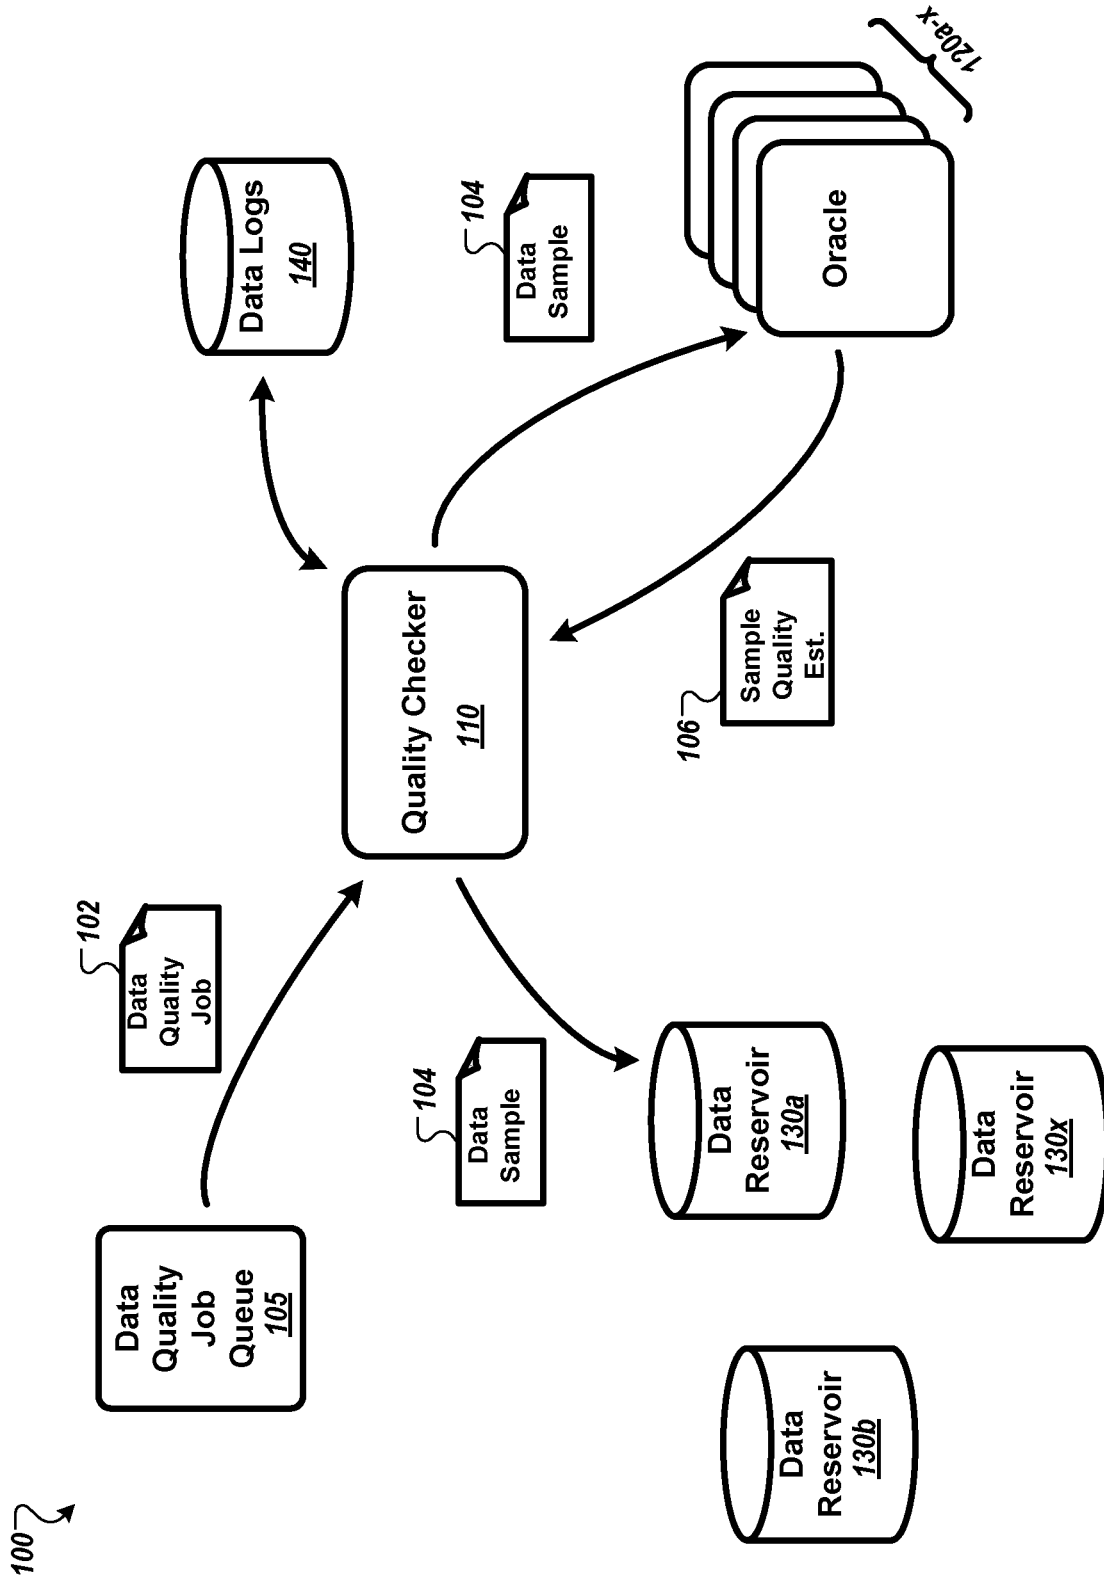 100
Data
Quality
Job
Queue
105
102
Data
Quality
Job
Quality Checker
110
Data Logs
140
104
Data
Sample
Oracle
120a-x
106
Sample
Quality
Est.
104
Data
Sample
Data
Reservoir
130a
Data
Reservoir
130b
Data
Reservoir
130x